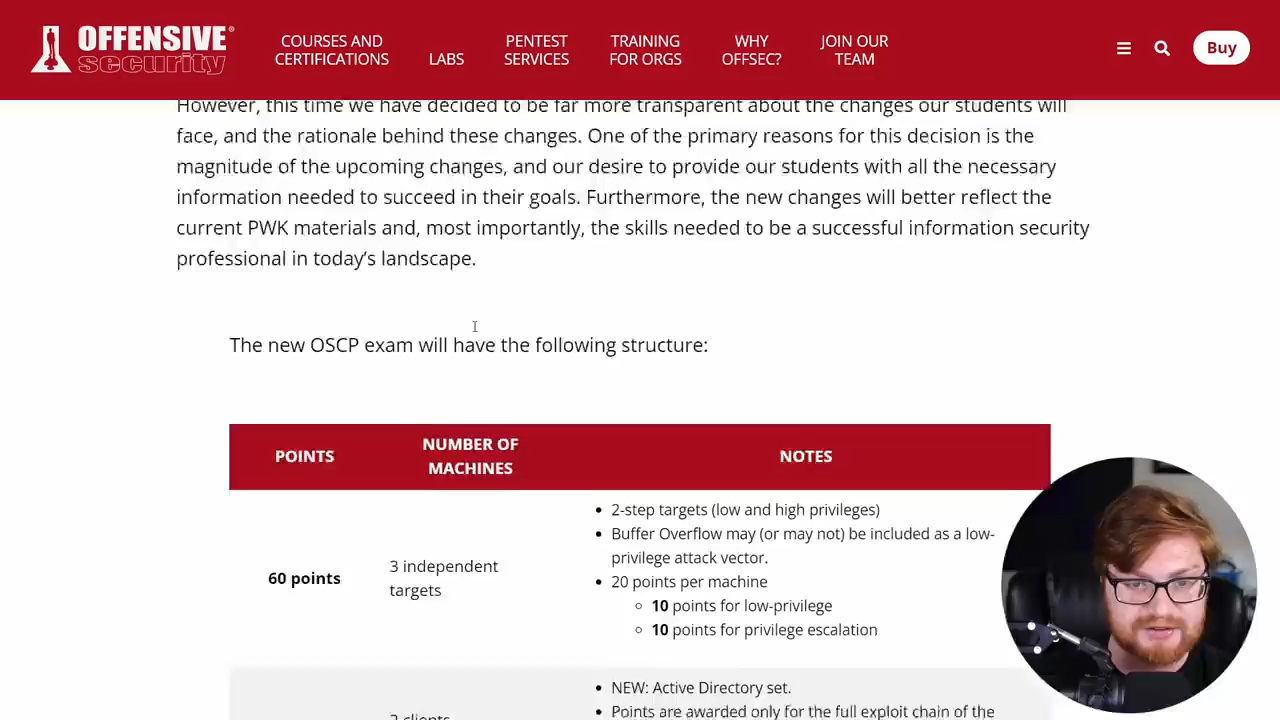 OFFENSIVE®
security
COURSES AND
CERTIFICATIONS
LABS
PENTEST
SERVICES
TRAINING
FOR ORGS
WHY
OFFSEC?
JOIN OUR
TEAM
Buy
However, this time we have decided to be far more transparent about the changes our students will
face, and the rationale behind these changes. One of the primary reasons for this decision is the
magnitude of the upcoming changes, and our desire to provide our students with all the necessary
information needed to succeed in their goals. Furthermore, the new changes will better reflect the
current PWK materials and, most importantly, the skills needed to be a successful information security
professional in today’s landscape.
The new OSCP exam will have the following structure:
POINTS
NUMBER OF
MACHINES
NOTES
60 points
3 independent
targets
• 2-step targets (low and high privileges)
• Buffer Overflow may (or may not) be included as a low-
privilege attack vector.
• 20 points per machine
◦ 10 points for low-privilege
◦ 10 points for privilege escalation
2 clients
• NEW: Active Directory set.
• Points are awarded only for the full exploit chain of the